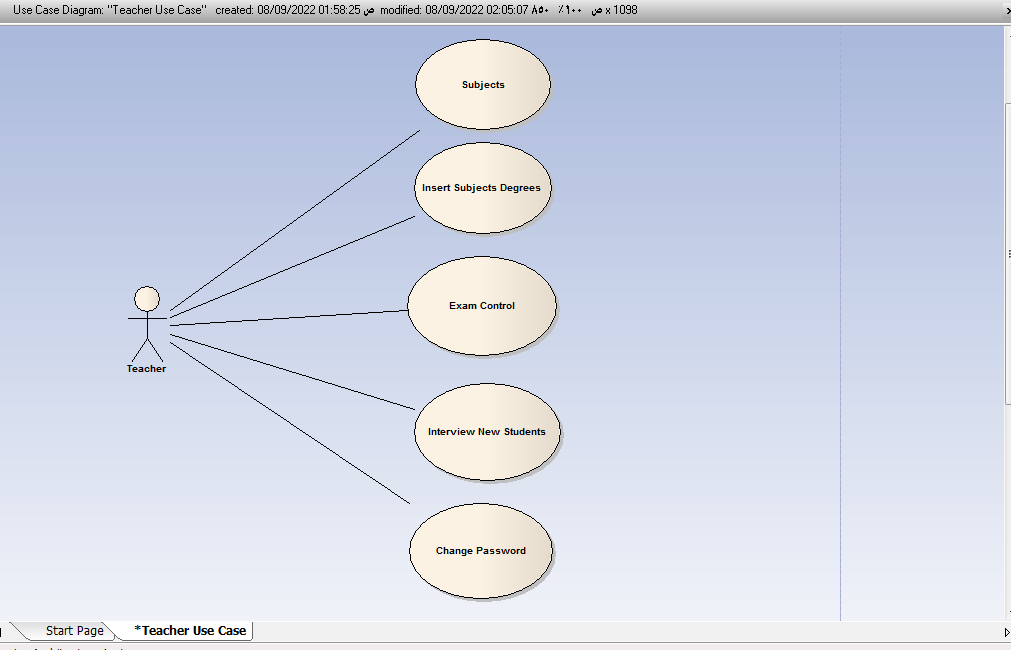 Use Case Diagram: "Teacher Use Case" created: 08/09/2022 01:58:25 ص modified: 08/09/2022 02:05:07 ص ١٠٠٪ ٨٥٠ x 1098
Subjects
Insert Subjects Degrees
Exam Control
Teacher
Interview New Students
Change Password
Start Page
*Teacher Use Case